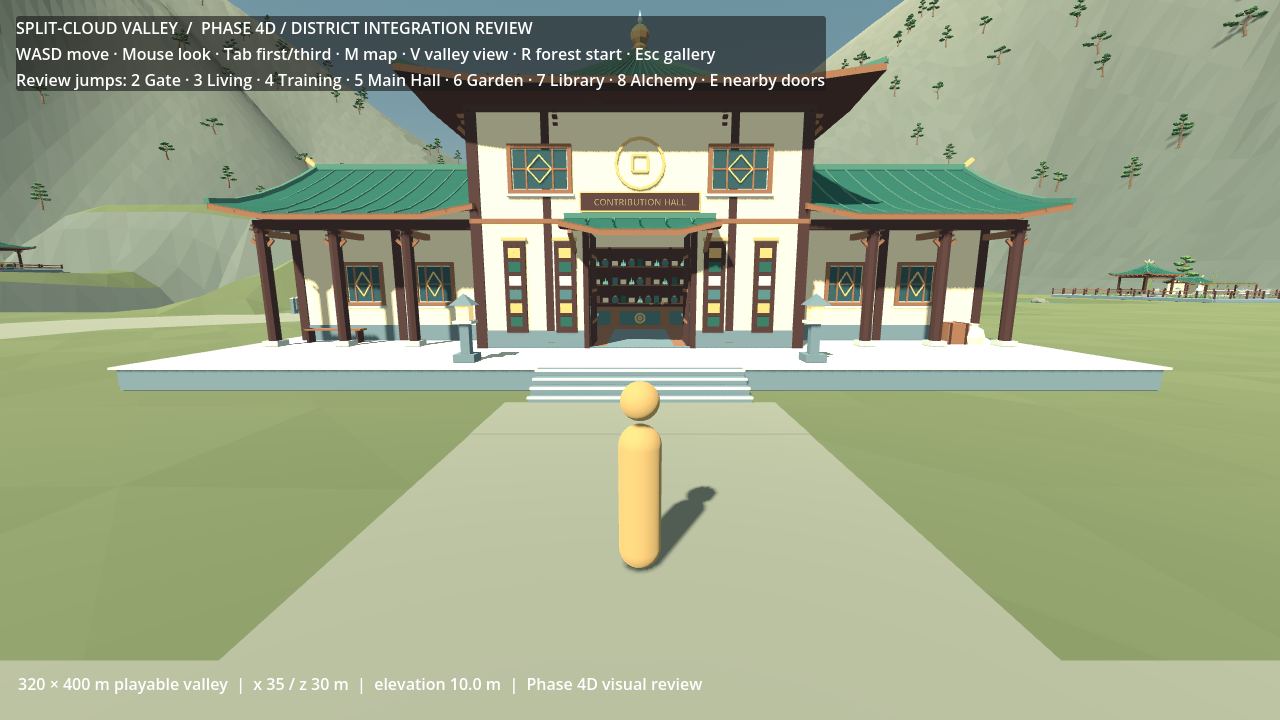 SPLIT-CLOUD VALLEY / PHASE 4D / DISTRICT INTEGRATION REVIEW
WASD move · Mouse look · Tab first/third · M map · V valley view · R forest start · Esc gallery
Review jumps: 2 Gate · 3 Living · 4 Training · 5 Main Hall · 6 Garden · 7 Library · 8 Alchemy · E nearby doors
CONTRIBUTION HALL
320 × 400 m playable valley | x 35 / z 30 m | elevation 10.0 m | Phase 4D visual review